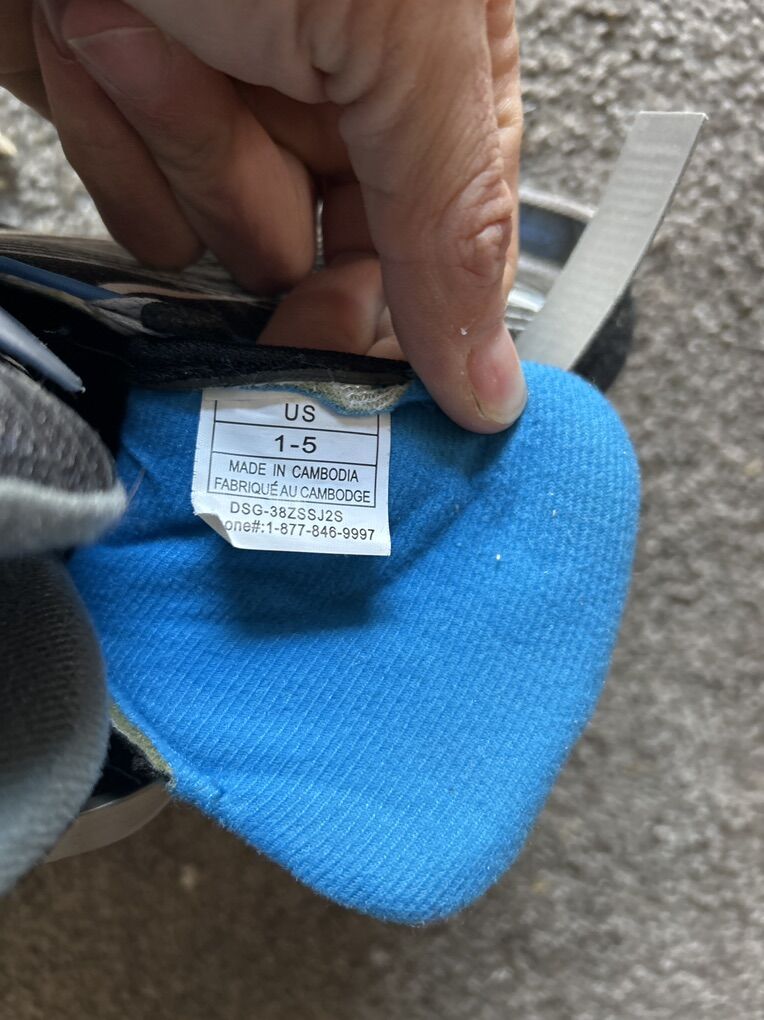 US
1-5
MADE IN CAMBODIA
FABRIQUÉ AU CAMBODGE
DSG-38ZSSJ2S
one#:1-877-846-9997